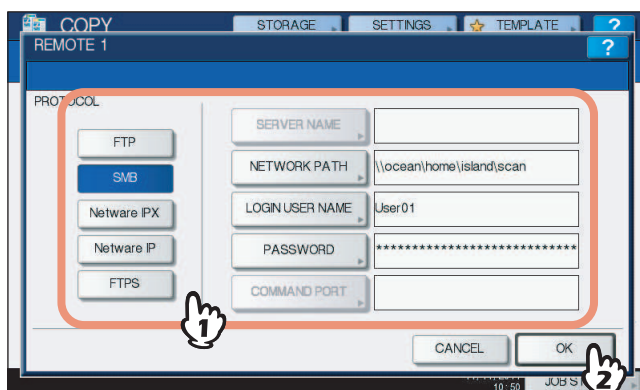 COPY STORAGE SETTINGS TEMPLATE ?
REMOTE 1 ?
PROTOCOL
FTP
SMB
Netware IPX
Netware IP
FTPS
SERVER NAME
NETWORK PATH \\ocean\home\island\scan
LOGIN USER NAME User01
PASSWORD ****************************
COMMAND PORT
1
CANCEL OK
2
10:50 JOB